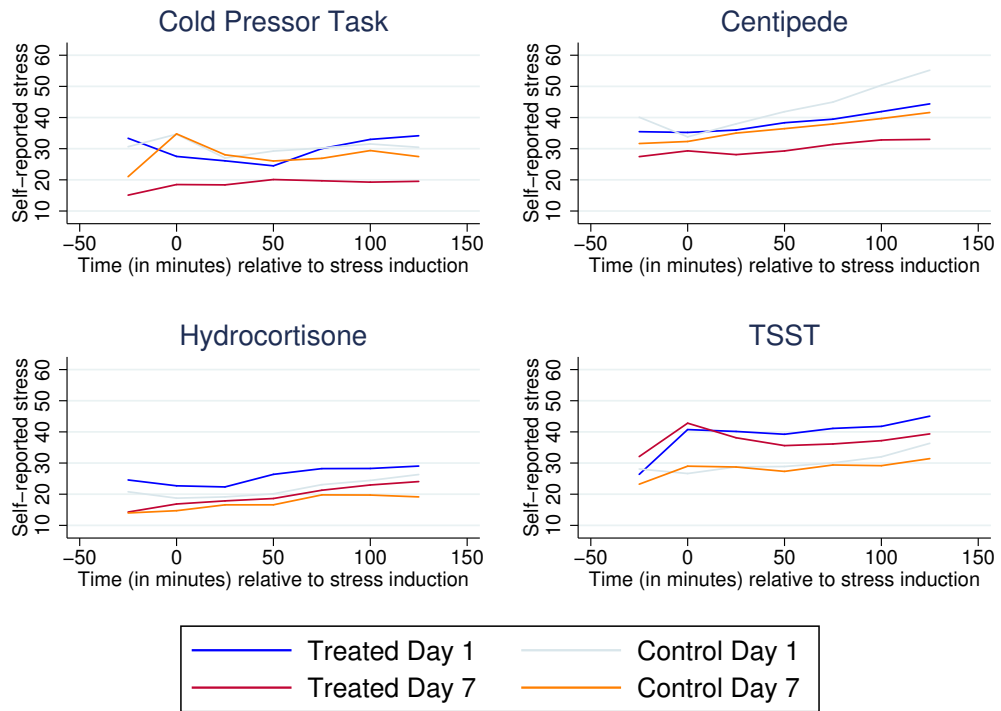 Cold Pressor Task
Self−reported stress
10 20 30 40 50 60
−50 0 50 100 150
Time (in minutes) relative to stress induction
Centipede
Self−reported stress
10 20 30 40 50 60
−50 0 50 100 150
Time (in minutes) relative to stress induction
Hydrocortisone
Self−reported stress
10 20 30 40 50 60
−50 0 50 100 150
Time (in minutes) relative to stress induction
TSST
Self−reported stress
10 20 30 40 50 60
−50 0 50 100 150
Time (in minutes) relative to stress induction
Treated Day 1 Control Day 1
Treated Day 7 Control Day 7